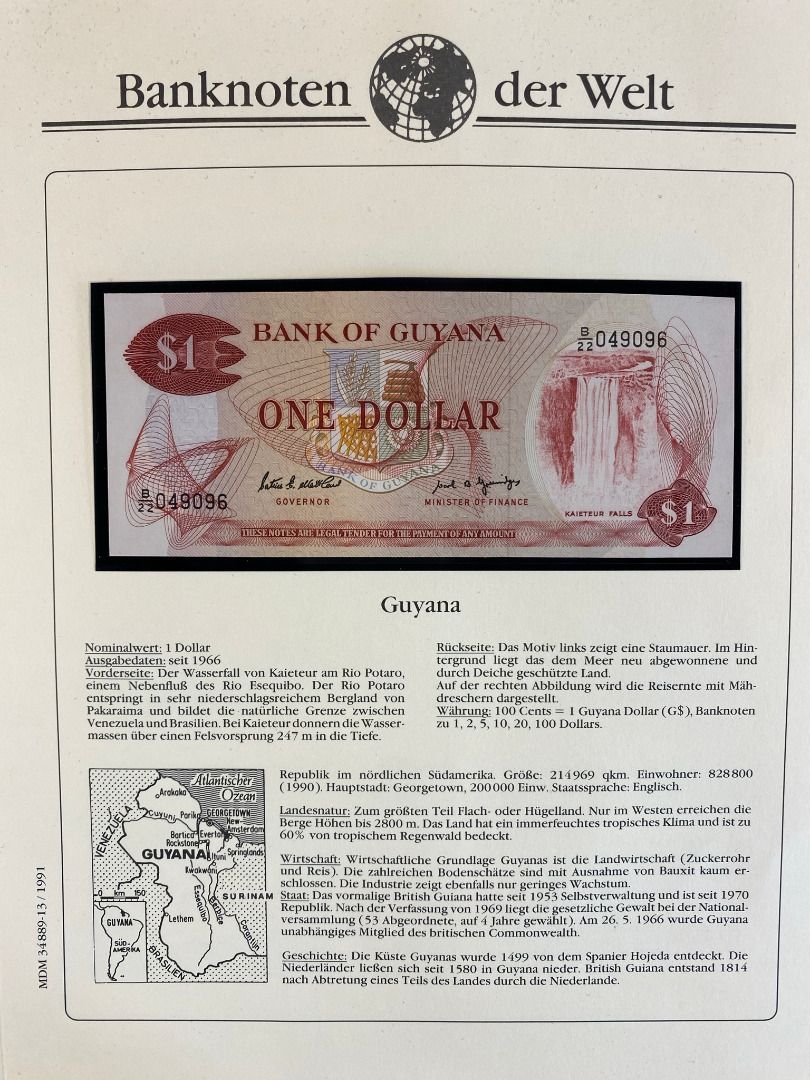 Banknoten der Welt
$1
BANK OF GUYANA
B/22 049096
ONE DOLLAR
BANK OF GUYANA
B/22 049096
GOVERNOR
MINISTER OF FINANCE
KAIETEUR FALLS
$1
THESE NOTES ARE LEGAL TENDER FOR THE PAYMENT OF ANY AMOUNT
Guyana
Nominalwert: 1 Dollar
Ausgabedaten: seit 1966
Vorderseite: Der Wasserfall von Kaieteur am Rio Potaro,
einem Nebenfluß des Rio Esequibo. Der Rio Potaro
entspringt in sehr niederschlagsreichem Bergland von
Pakaraima und bildet die natürliche Grenze zwischen
Venezuela und Brasilien. Bei Kaieteur donnern die Wasser-
massen über einen Felsvorsprung 247 m in die Tiefe.
Rückseite: Das Motiv links zeigt eine Staumauer. Im Hin-
tergrund liegt das dem Meer neu abgewonnene und
durch Deiche geschützte Land.
Auf der rechten Abbildung wird die Reisernte mit Mäh-
dreschern dargestellt.
Währung: 100 Cents = 1 Guyana Dollar (G$), Banknoten
zu 1, 2, 5, 10, 20, 100 Dollars.
Atlantischer
Ozean
Arakaka
VENEZUELA
Cuyuni
Parika
GEORGETOWN
New-
Amsterdam
Bartica
Everton
Rockstone
GUYANA
Ituni
Springlands
Kwakwani
0 km 150
Esequibo
Berbice
SURINAM
Corantijn
Lethem
BRASILIEN
GUYANA
SÜD-
AMERIKA
Republik im nördlichen Südamerika. Größe: 214969 qkm. Einwohner: 828800
(1990). Hauptstadt: Georgetown, 200000 Einw. Staatssprache: Englisch.
Landesnatur: Zum größten Teil Flach- oder Hügelland. Nur im Westen erreichen die
Berge Höhen bis 2800 m. Das Land hat ein immerfeuchtes tropisches Klima und ist zu
60% von tropischem Regenwald bedeckt.
Wirtschaft: Wirtschaftliche Grundlage Guyanas ist die Landwirtschaft (Zuckerrohr
und Reis). Die zahlreichen Bodenschätze sind mit Ausnahme von Bauxit kaum er-
schlossen. Die Industrie zeigt ebenfalls nur geringes Wachstum.
Staat: Das vormalige British Guiana hatte seit 1953 Selbstverwaltung und ist seit 1970
Republik. Nach der Verfassung von 1969 liegt die gesetzliche Gewalt bei der National-
versammlung (53 Abgeordnete, auf 4 Jahre gewählt). Am 26. 5. 1966 wurde Guyana
unabhängiges Mitglied des britischen Commonwealth.
Geschichte: Die Küste Guyanas wurde 1499 von dem Spanier Hojeda entdeckt. Die
Niederländer ließen sich seit 1580 in Guyana nieder. British Guiana entstand 1814
nach Abtretung eines Teils des Landes durch die Niederlande.
MDM 34889-13 / 1991